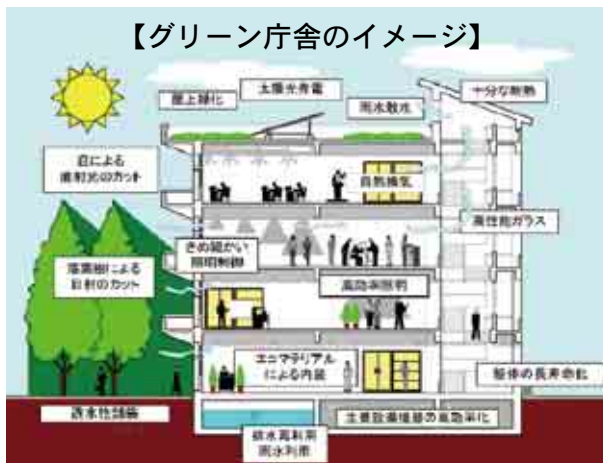 【グリーン庁舎のイメージ】
屋上緑化
太陽光発電
雨水散水
十分な断熱
庇による
直射光のカット
自然換気
高性能ガラス
きめ細かい
照明制御
落葉樹による
日射のカット
高効率照明
エコマテリアル
による内装
躯体の長寿命化
透水性舗装
主要設備機器の高効率化
排水再利用
雨水利用